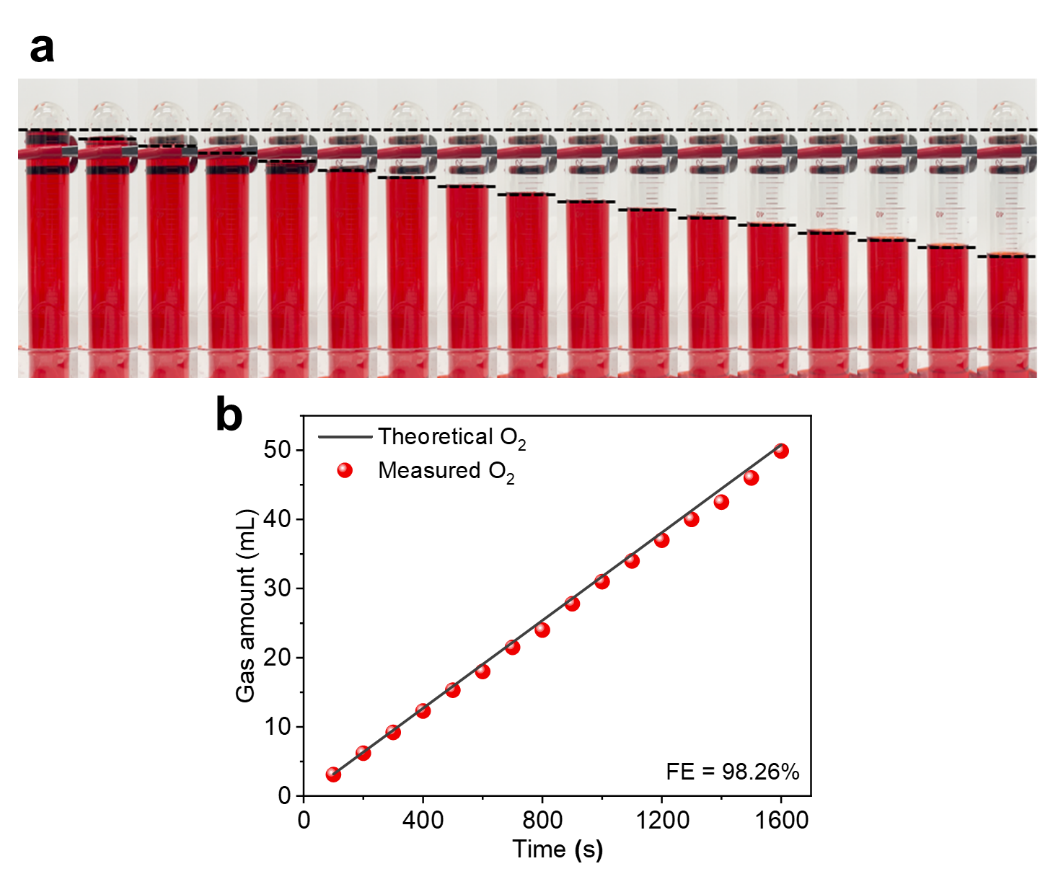 a
b
Theoretical O₂
Measured O₂
50
40
30
20
10
0
Gas amount (mL)
FE = 98.26%
0 400 800 1200 1600
Time (s)